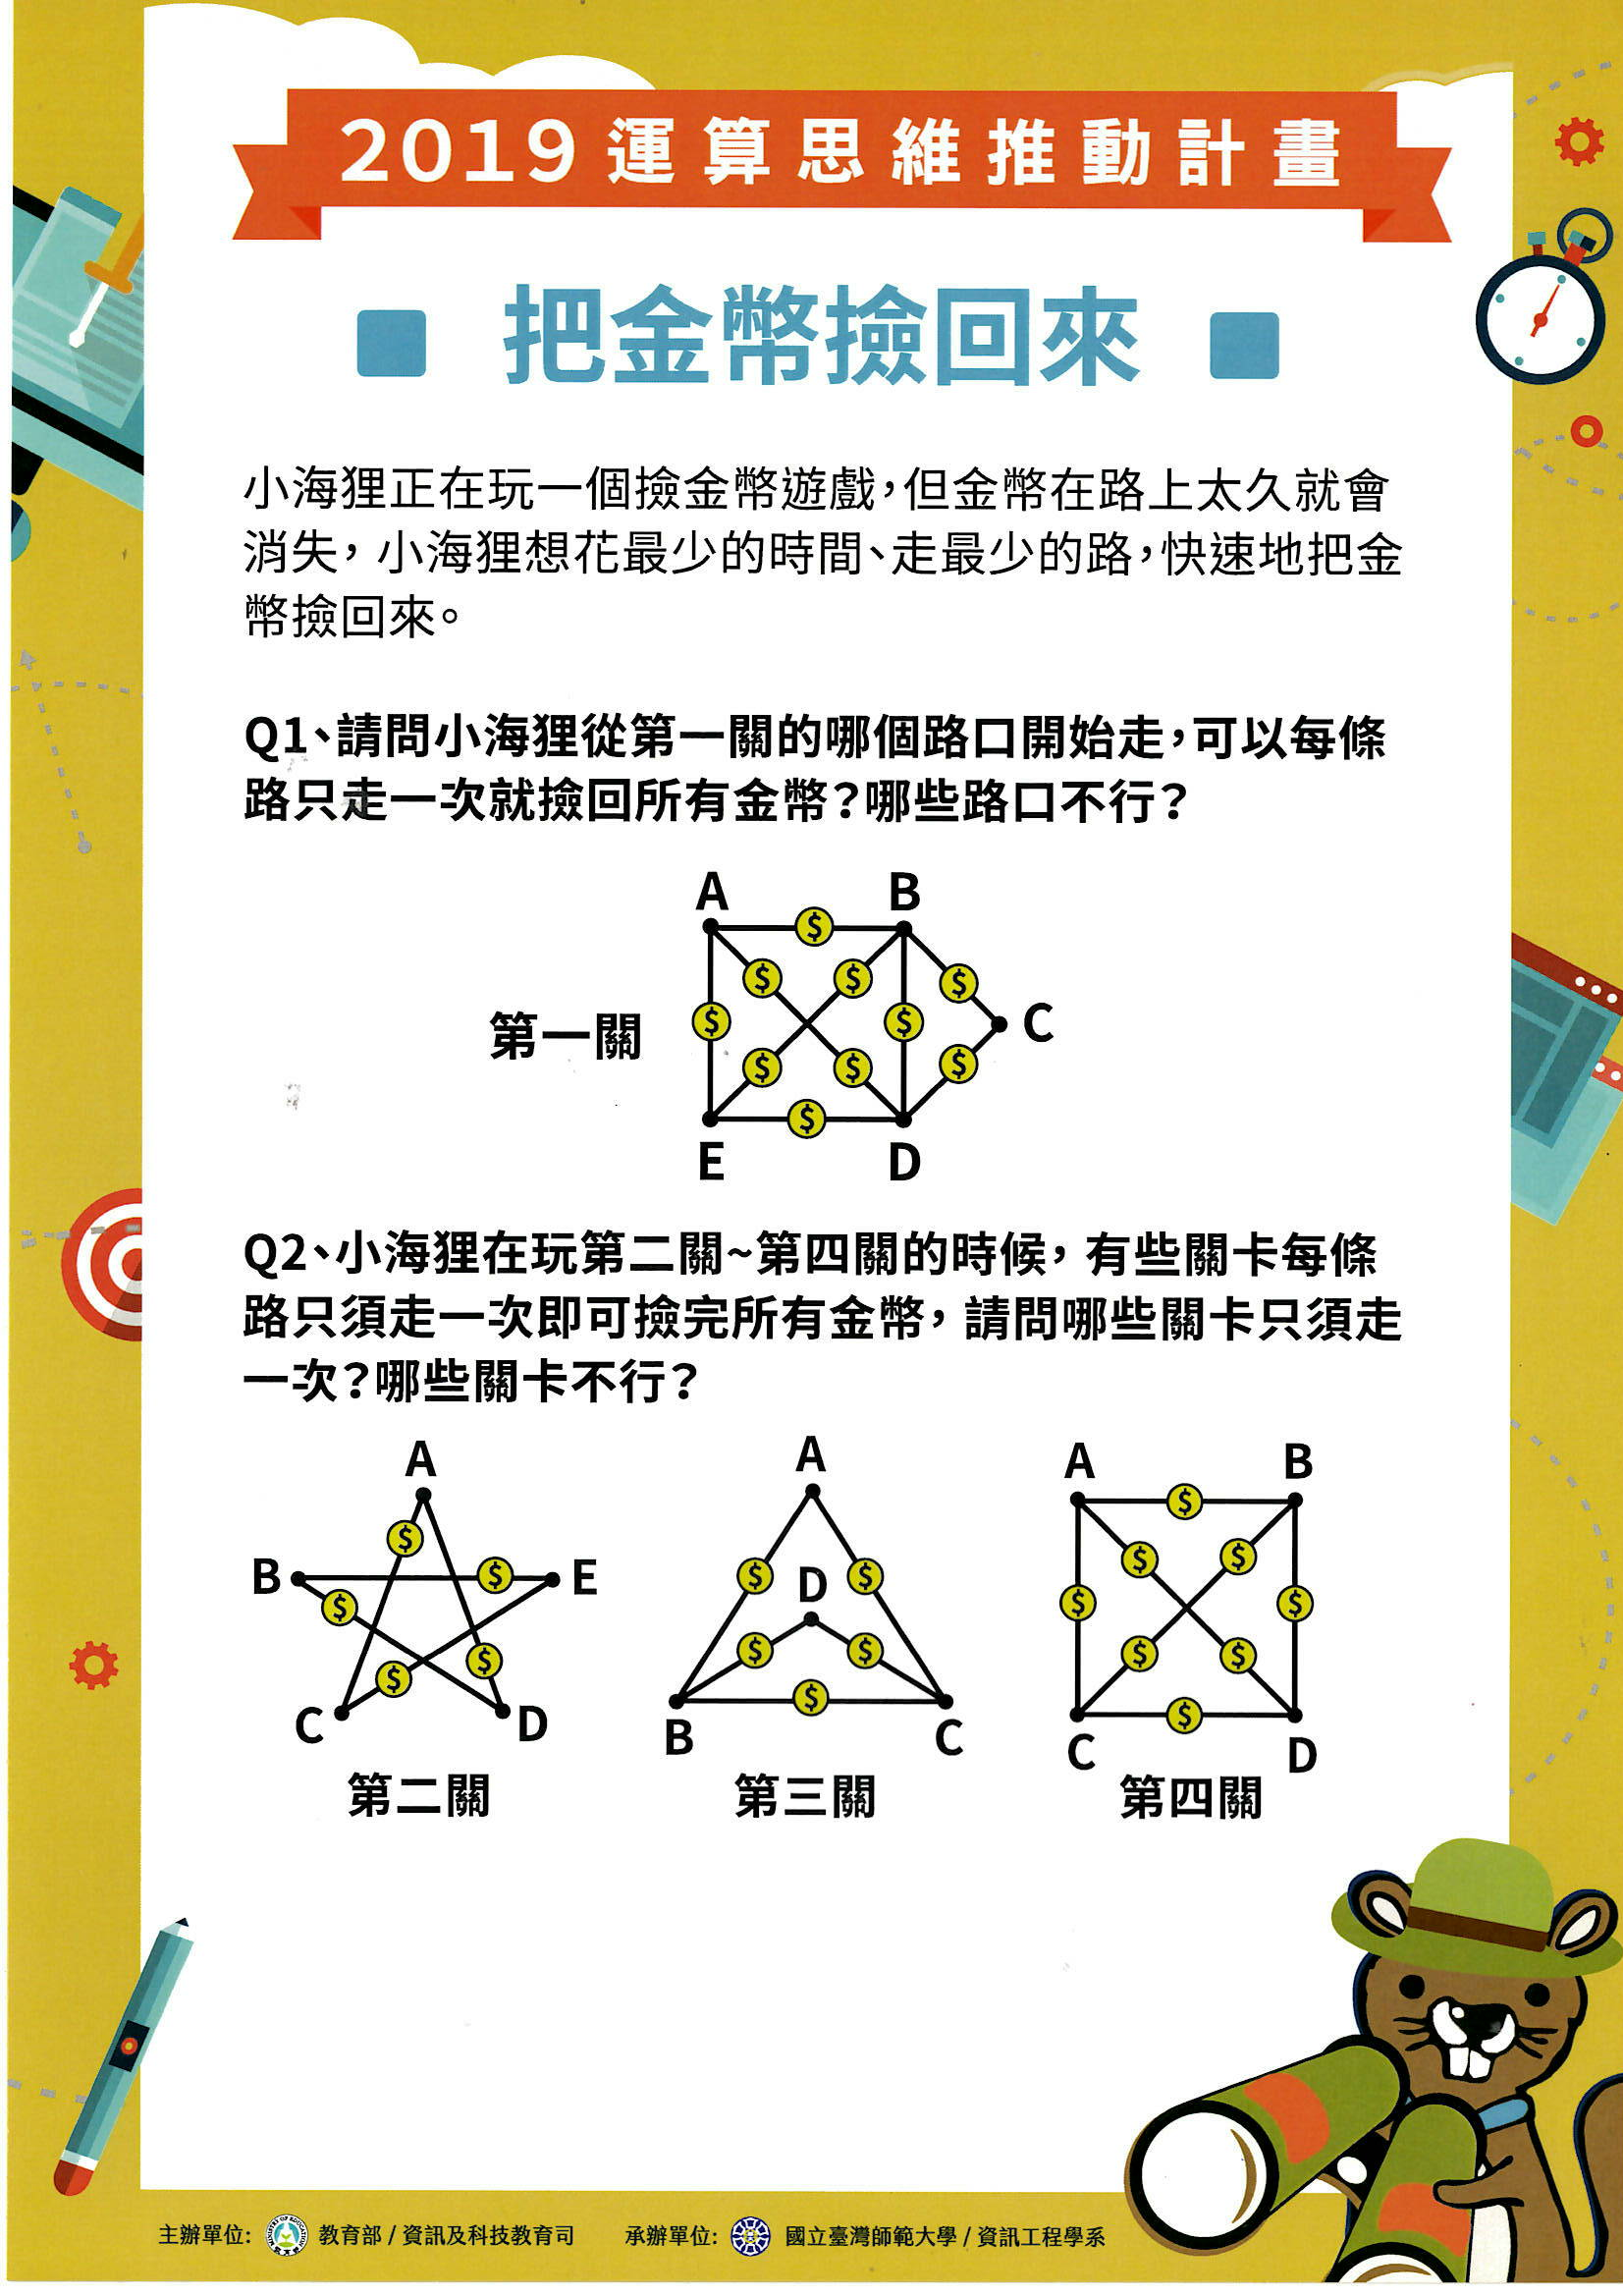 2019 運算思維推動計畫
把金幣撿回來
小海狸正在玩一個撿金幣遊戲,但金幣在路上太久就會
消失,小海狸想花最少的時間、走最少的路,快速地把金
幣撿回來。
Q1、請問小海狸從第一關的哪個路口開始走,可以每條
路只走一次就撿回所有金幣?哪些路口不行?
A B
$
$ $ $
第一關 $ $ C
$ $ $
$
E D
Q2、小海狸在玩第二關~第四關的時候,有些關卡每條
路只須走一次即可撿完所有金幣,請問哪些關卡只須走
一次?哪些關卡不行?
A
$
B $ E
$
$
$
C D
第二關
A
$ D $
$ $
$
B C
第三關
A B
$
$ $
$ $
$ $
$
C D
第四關
主辦單位: 教育部 / 資訊及科技教育司 承辦單位: 國立臺灣師範大學 / 資訊工程學系